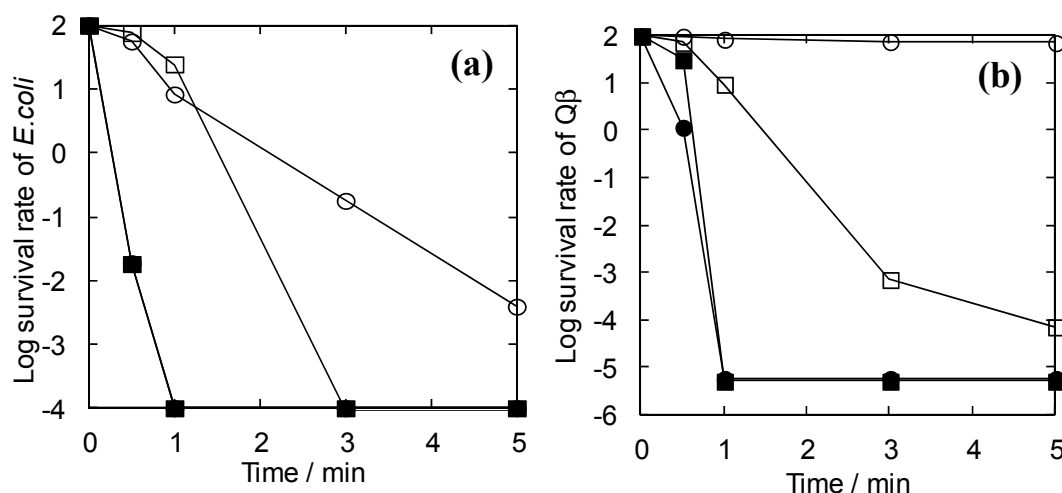 (a)
Log survival rate of E.coli
2
1
0
-1
-2
-3
-4
0 1 2 3 4 5
Time / min
(b)
Log survival rate of Qβ
2
1
0
-1
-2
-3
-4
-5
-6
0 1 2 3 4 5
Time / min